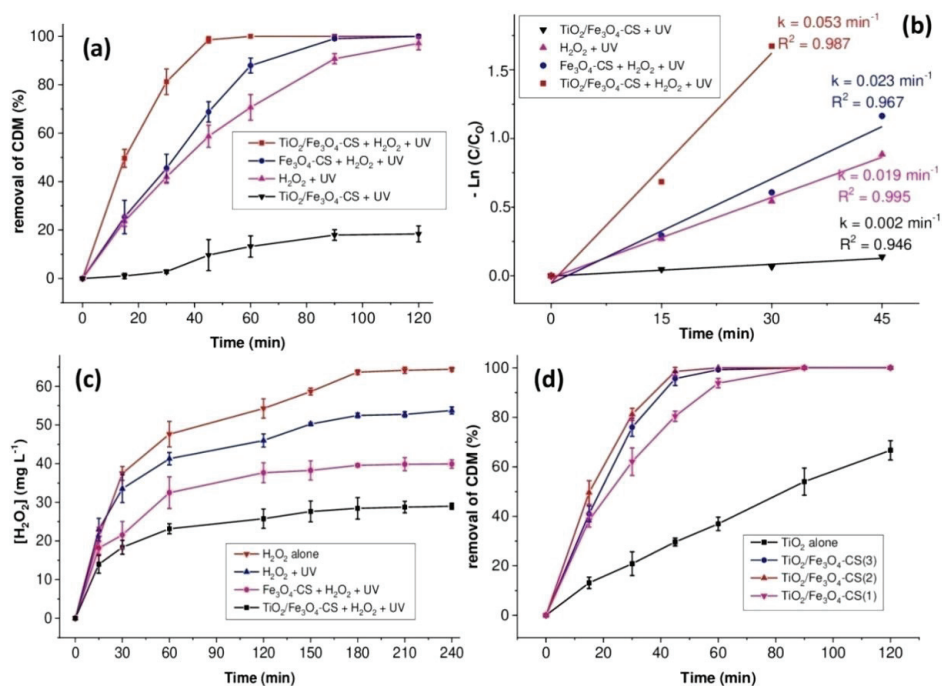 (a)
removal of CDM (%)
100
80
60
40
20
0
TiO₂/Fe₃O₄-CS + H₂O₂ + UV
Fe₃O₄-CS + H₂O₂ + UV
H₂O₂ + UV
TiO₂/Fe₃O₄-CS + UV
0 20 40 60 80 100 120
Time (min)
(b)
- Ln (C/C₀)
1.50
1.00
0.50
0.0
TiO₂/Fe₃O₄-CS + UV
H₂O₂ + UV
Fe₃O₄-CS + H₂O₂ + UV
TiO₂/Fe₃O₄-CS + H₂O₂ + UV
k = 0.053 min⁻¹
R² = 0.987
k = 0.023 min⁻¹
R² = 0.967
k = 0.019 min⁻¹
R² = 0.995
k = 0.002 min⁻¹
R² = 0.946
0 15 30 45
Time (min)
(c)
[H₂O₂] (mg L⁻¹)
60
50
40
30
20
10
0
H₂O₂ alone
H₂O₂ + UV
Fe₃O₄-CS + H₂O₂ + UV
TiO₂/Fe₃O₄-CS + H₂O₂ + UV
0 30 60 90 120 150 180 210 240
Time (min)
(d)
removal of CDM (%)
100
80
60
40
20
0
TiO₂ alone
TiO₂/Fe₃O₄-CS(3)
TiO₂/Fe₃O₄-CS(2)
TiO₂/Fe₃O₄-CS(1)
0 20 40 60 80 100 120
Time (min)